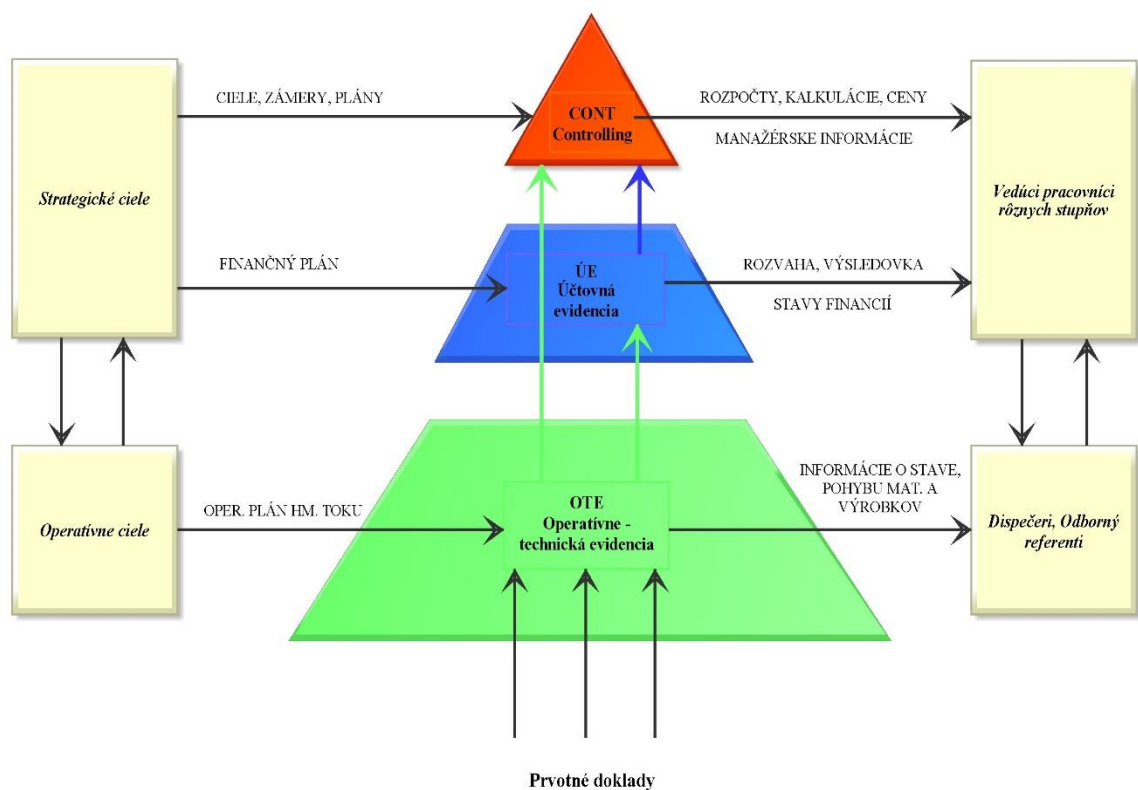 CIELE, ZÁMERY, PLÁNY
CONT
Controlling
ROZPOČTY, KALKULÁCIE, CENY
MANAŽÉRSKE INFORMÁCIE
Strategické ciele
Vedúci pracovníci
rôznych stupňov
FINANČNÝ PLÁN
ÚE
Účtovná
evidencia
ROZVAHA, VÝSLEDOVKA
STAVY FINANCIÍ
Operatívne ciele
OPER. PLÁN HM. TOKU
OTE
Operatívne -
technická evidencia
INFORMÁCIE O STAVE,
POHYBU MAT. A
VÝROBKOV
Dispečeri, Odborný
referenti
Prvotné doklady